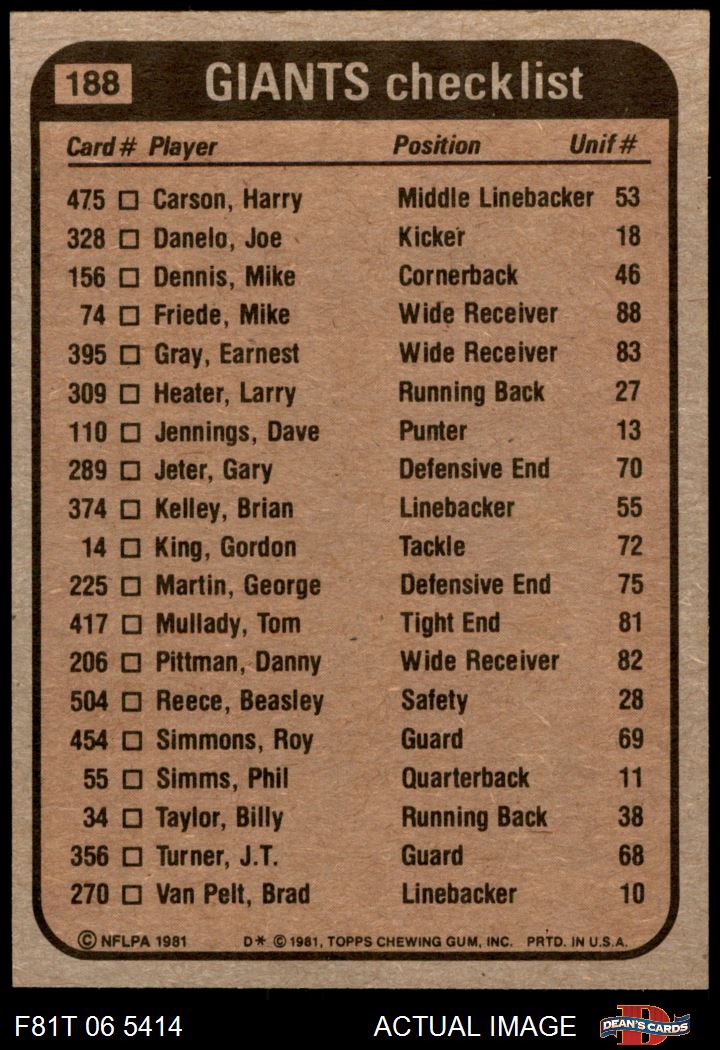 188 GIANTS checklist
Card # Player Position Unif #
475 □ Carson, Harry Middle Linebacker 53
328 □ Danelo, Joe Kicker 18
156 □ Dennis, Mike Cornerback 46
74 □ Friede, Mike Wide Receiver 88
395 □ Gray, Earnest Wide Receiver 83
309 □ Heater, Larry Running Back 27
110 □ Jennings, Dave Punter 13
289 □ Jeter, Gary Defensive End 70
374 □ Kelley, Brian Linebacker 55
14 □ King, Gordon Tackle 72
225 □ Martin, George Defensive End 75
417 □ Mullady, Tom Tight End 81
206 □ Pittman, Danny Wide Receiver 82
504 □ Reece, Beasley Safety 28
454 □ Simmons, Roy Guard 69
55 □ Simms, Phil Quarterback 11
34 □ Taylor, Billy Running Back 38
356 □ Turner, J.T. Guard 68
270 □ Van Pelt, Brad Linebacker 10
© NFLPA 1981 D* © 1981, TOPPS CHEWING GUM, INC. PRTD. IN U.S.A.
F81T 06 5414 ACTUAL IMAGE D DEAN'S CARDS